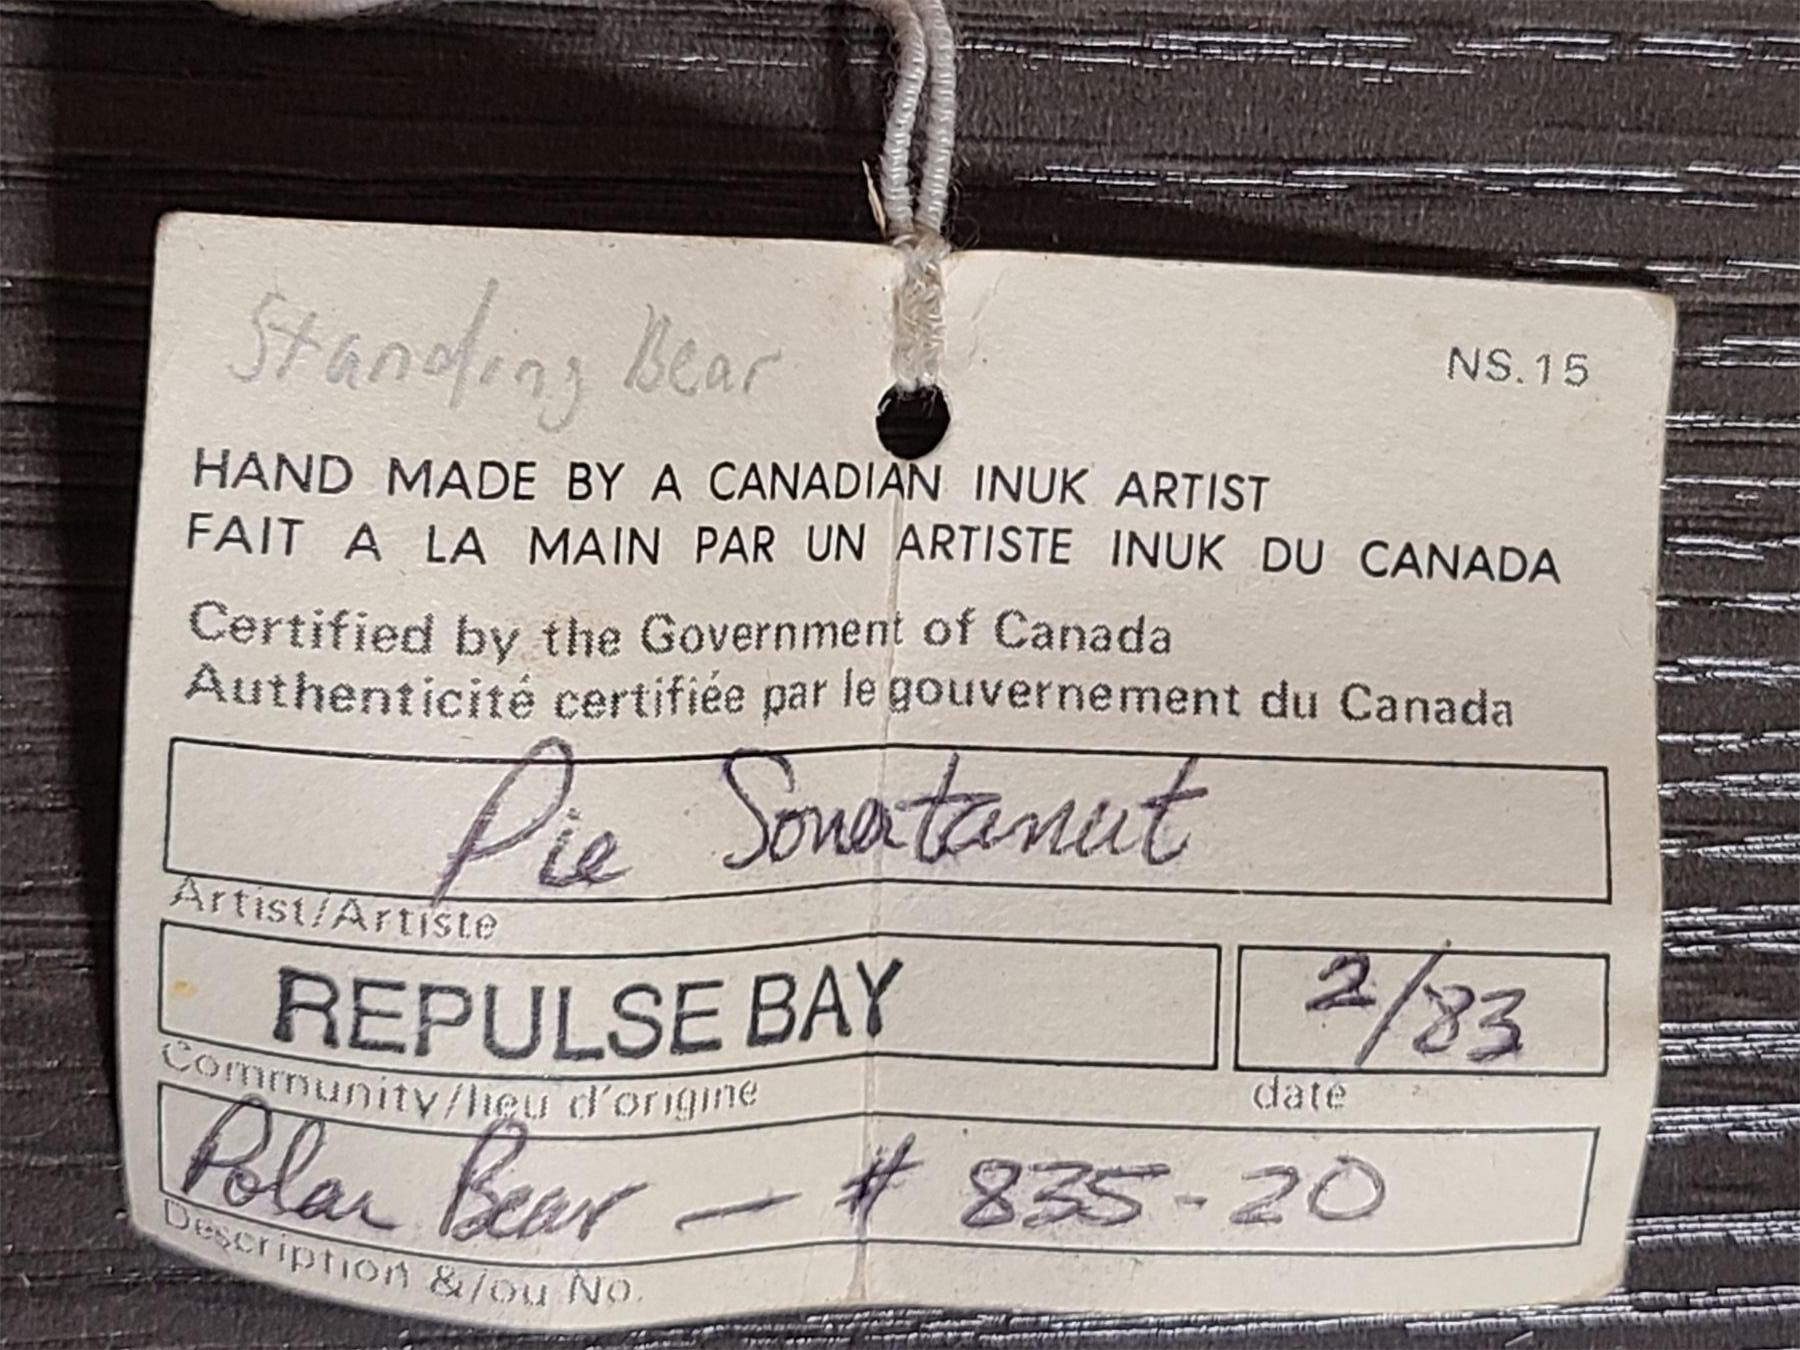 Standing Bear
NS.15
HAND MADE BY A CANADIAN INUK ARTIST
FAIT A LA MAIN PAR UN ARTISTE INUK DU CANADA
Certified by the Government of Canada
Authenticité certifiée par le gouvernement du Canada
Pie Sonatanut
Artist/Artiste
REPULSE BAY
2/83
Community/lieu d'origine
date
Polar Bear - # 835-20
Description &/ou No.